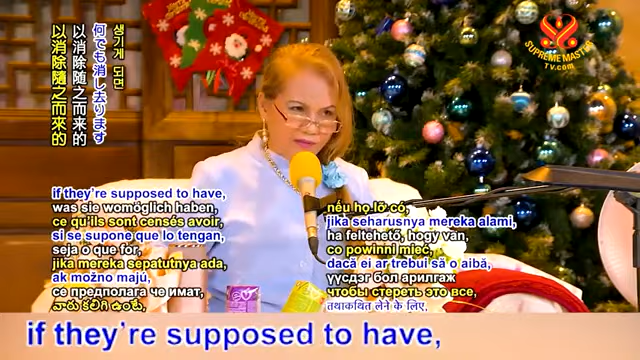 생기게 되면
何でも消し去ります
以消除随之而来的
以消除隨之而來的
SUPREME MASTER
TV.com
if they're supposed to have,
was sie womöglich haben,
ce qu'ils sont censés avoir,
si se supone que lo tengan,
seja o que for,
jika mereka sepatutnya ada,
ak možno majú,
се предполага че имат,
వారు కలిగి ఉంటే,
nếu họ lỡ có,
jika seharusnya mereka alami,
ha feltehető, hogy van,
co powinni mieć,
dacă ei ar trebui să o aibă,
үүсдэг бол арилгаж
чтобы стереть это все,
तथाकथित लेने के लिए,
if they're supposed to have,